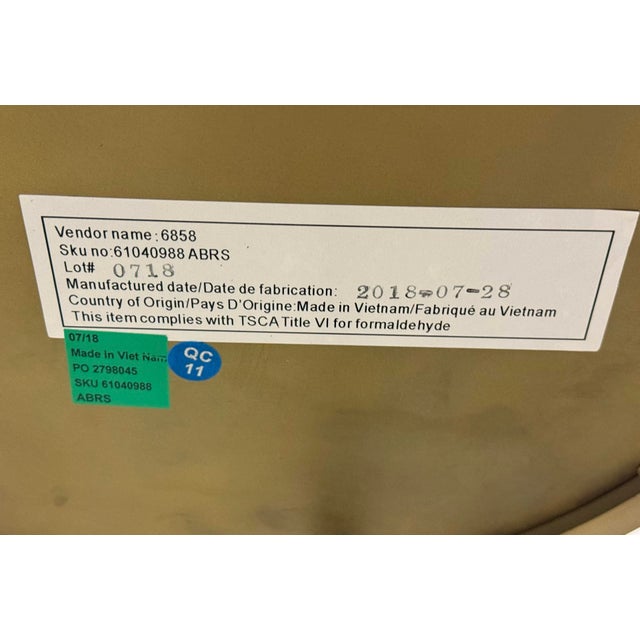 Vendor name:6858
Sku no:61040988 ABRS
Lot# 0718
Manufactured date/Date de fabrication: 2018-07-28
Country of Origin/Pays D'Origine:Made in Vietnam/Fabriqué au Vietnam
This item complies with TSCA Title VI for formaldehyde
07/18
Made in Viet Nam
PO 2798045
SKU 61040988
ABRS
QC
11